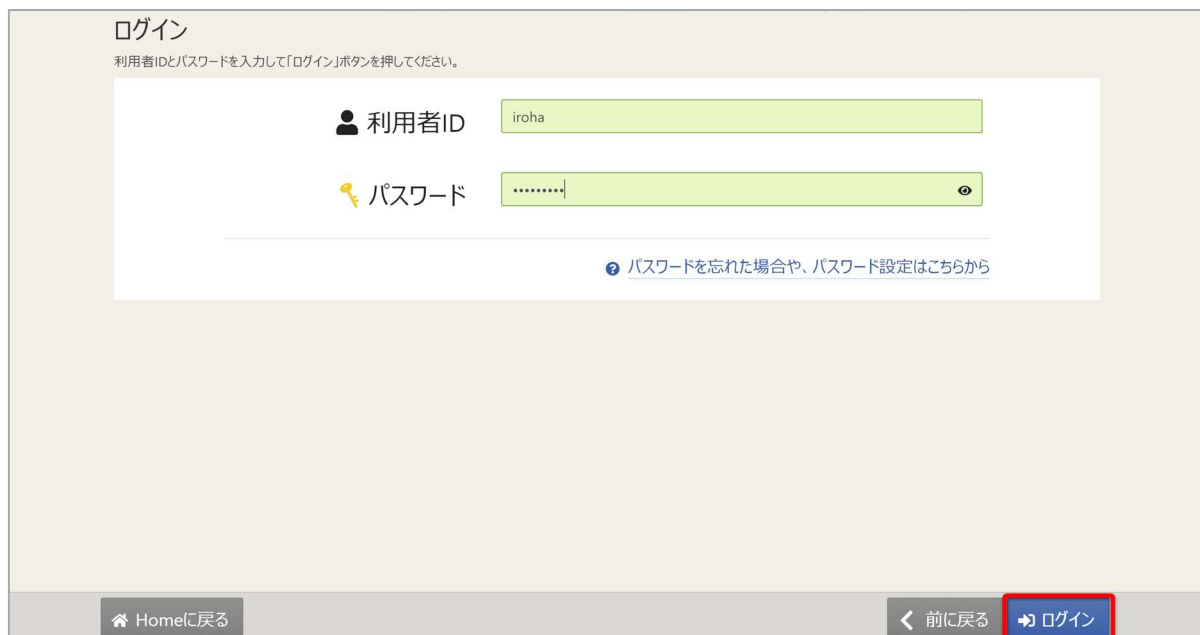 ログイン
利用者IDとパスワードを入力して「ログイン」ボタンを押してください。
利用者ID
iroha
パスワード
•••••••••
パスワードを忘れた場合や、パスワード設定はこちらから
Homeに戻る
前に戻る
ログイン